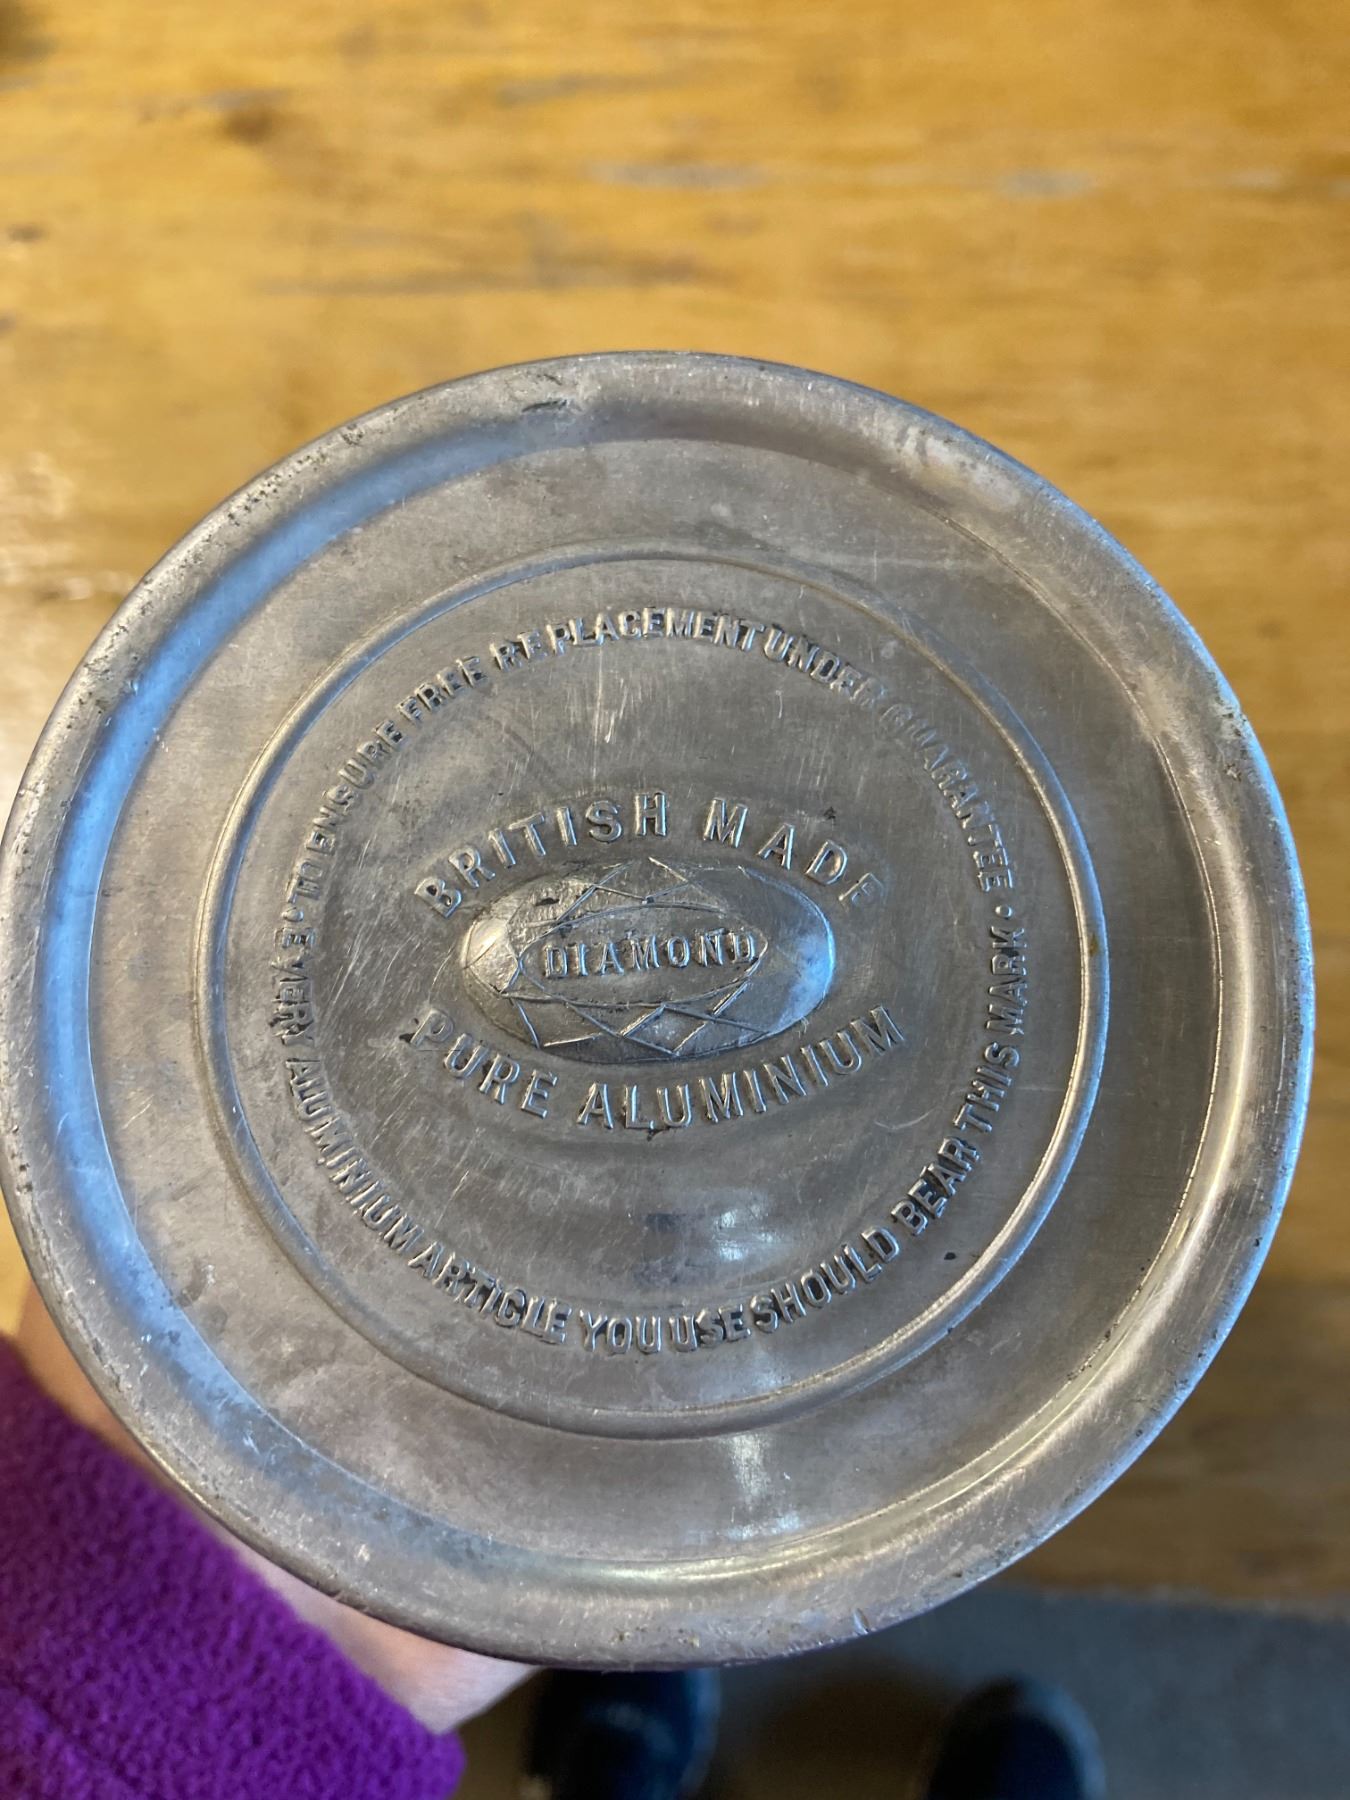 BRITISH MADE
DIAMOND
PURE ALUMINIUM
EVERY ALUMINIUM ARTICLE YOU USE SHOULD BEAR THIS MARK • ENSURE FREE REPLACEMENT UNDER GUARANTEE